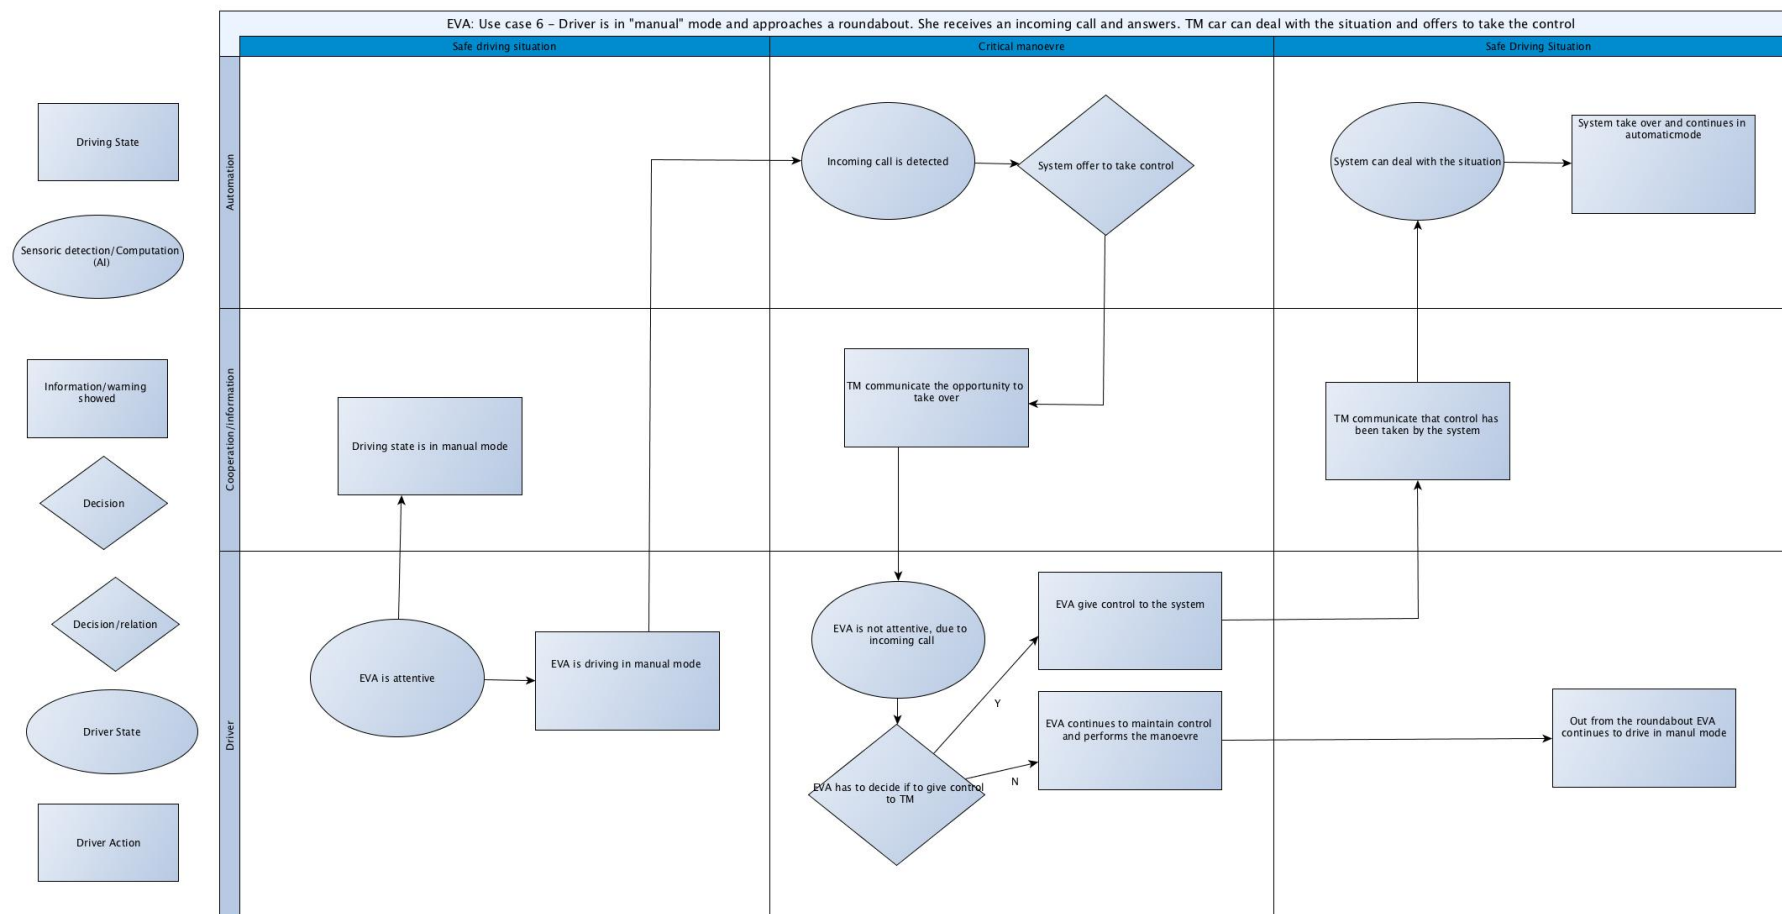 EVA: Use case 6 - Driver is in "manual" mode and approaches a roundabout. She receives an incoming call and answers. TM car can deal with the situation and offers to take the control
Safe driving situation
Critical manoevre
Safe Driving Situation
Driving State
Sensoric detection/Computation
(AI)
Information/warning
showed
Decision
Decision/relation
Driver State
Driver Action
Automation
Incoming call is detected
System offer to take control
System can deal with the situation
System take over and continues in
automaticmode
Cooperation/information
Driving state is in manual mode
TM communicate the opportunity to
take over
TM communicate that control has
been taken by the system
Driver
EVA is attentive
EVA is driving in manual mode
EVA is not attentive, due to
incoming call
EVA has to decide if to give control
to TM
Y
N
EVA give control to the system
EVA continues to maintain control
and performs the manoevre
Out from the roundabout EVA
continues to drive in manul mode